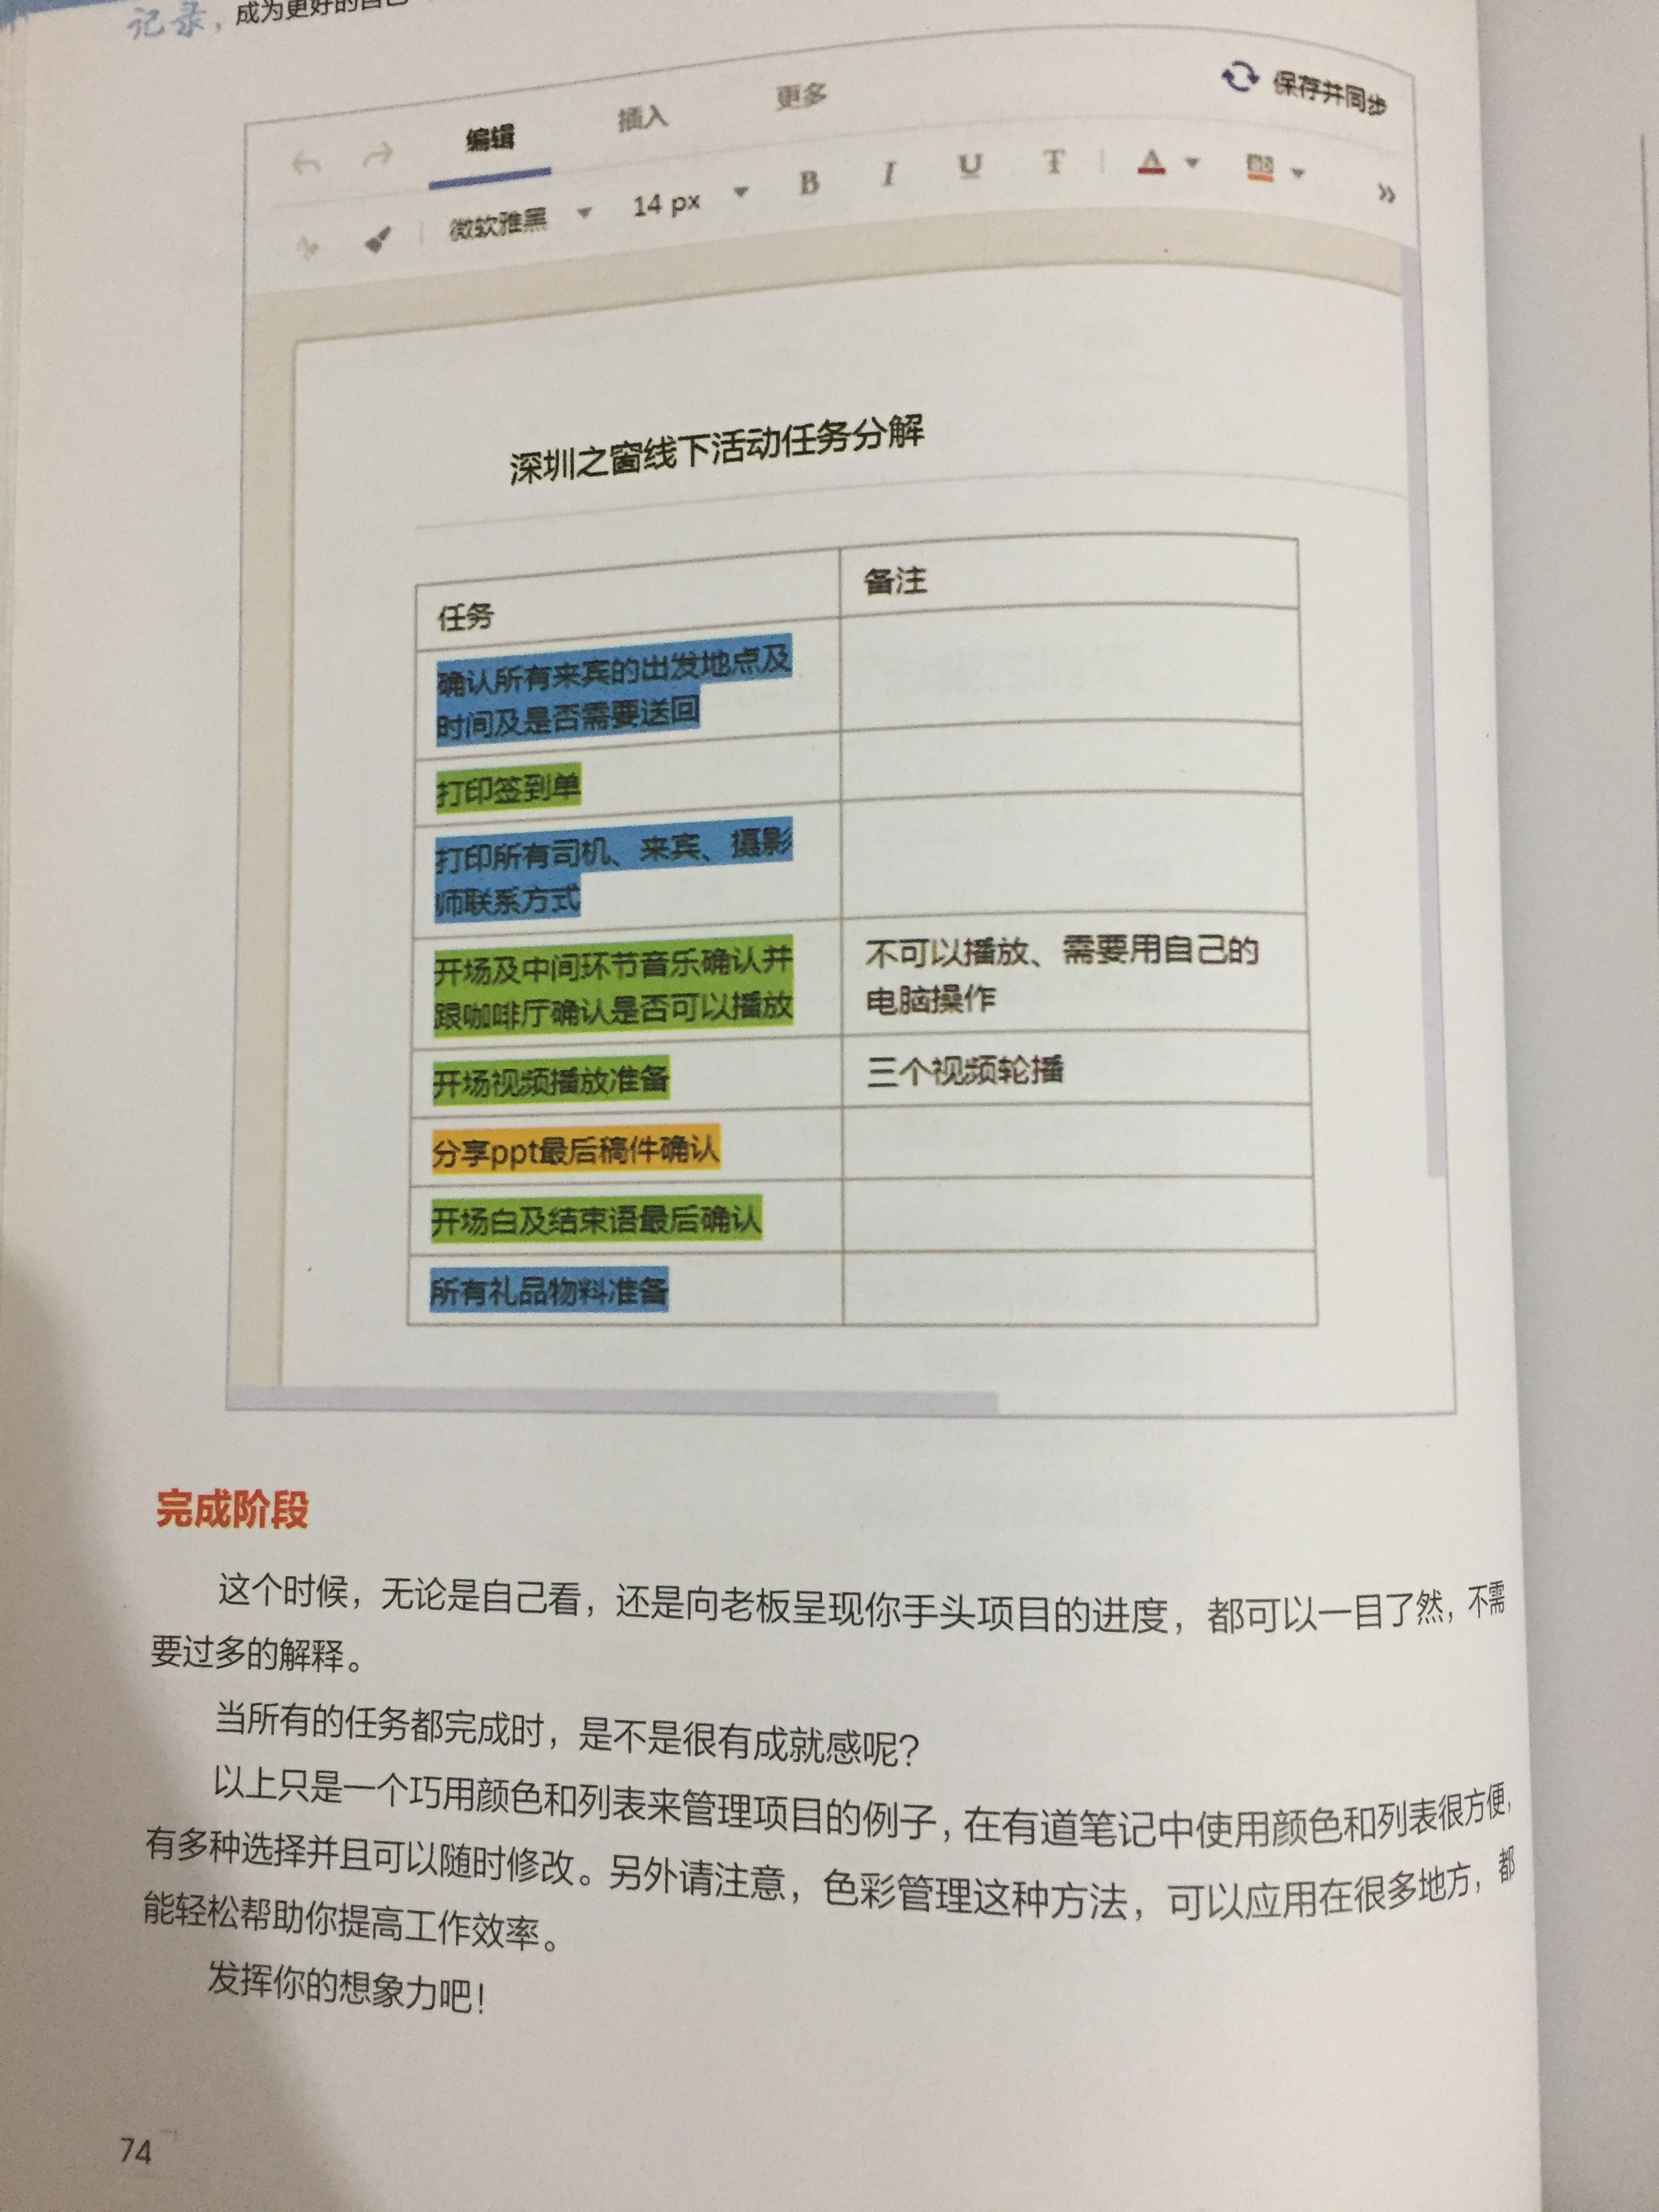 记录，成为更好的自己
编辑 插入 更多 保存并同步
微软雅黑 14 px B I U T A »
深圳之窗线下活动任务分解
任务 备注
确认所有来宾的出发地点及
时间及是否需要送回
打印签到单
打印所有司机、来宾、摄影
师联系方式
开场及中间环节音乐确认并
跟咖啡厅确认是否可以播放
不可以播放、需要用自己的
电脑操作
开场视频播放准备 三个视频轮播
分享ppt最后稿件确认
开场白及结束语最后确认
所有礼品物料准备
完成阶段
这个时候，无论是自己看，还是向老板呈现你手头项目的进度，都可以一目了然，不需
要过多的解释。
当所有的任务都完成时，是不是很有成就感呢？
以上只是一个巧用颜色和列表来管理项目的例子，在有道笔记中使用颜色和列表很方便，
有多种选择并且可以随时修改。另外请注意，色彩管理这种方法，可以应用在很多地方，都
能轻松帮助你提高工作效率。
发挥你的想象力吧！
74